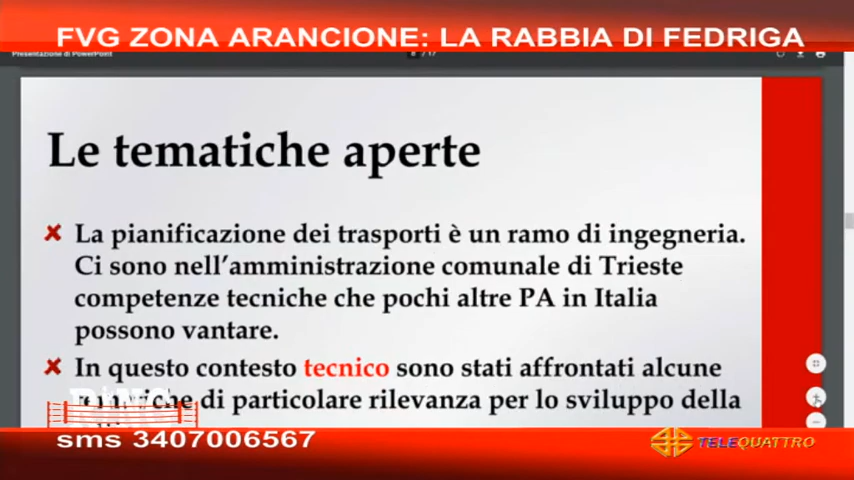 FVG ZONA ARANCIONE: LA RABBIA DI FEDRIGA
Presentazione di PowerPoint
Le tematiche aperte
✘ La pianificazione dei trasporti è un ramo di ingegneria.
Ci sono nell'amministrazione comunale di Trieste
competenze tecniche che pochi altre PA in Italia
possono vantare.
✘ In questo contesto tecnico sono stati affrontati alcune
di particolare rilevanza per lo sviluppo della
RING
sms 3407006567
TELEQUATTRO